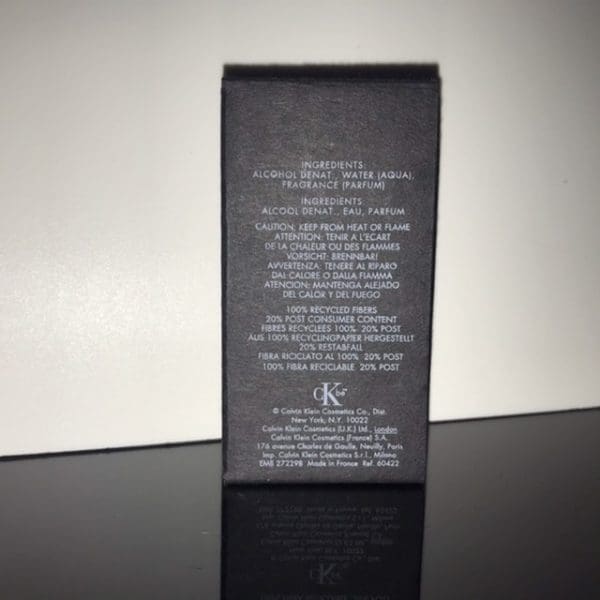 INGREDIENTS:
ALCOHOL DENAT., WATER (AQUA),
FRAGRANCE (PARFUM)
INGREDIENTS:
ALCOOL DENAT., EAU, PARFUM
CAUTION: KEEP FROM HEAT OR FLAME
ATTENTION: TENIR A L'ECART
DE LA CHALEUR OU DES FLAMMES
VORSICHT: BRENNBAR!
AVVERTENZA: TENERE AL RIPARO
DAL CALORE O DALLA FIAMMA
ATENCION: MANTENGA ALEJADO
DEL CALOR Y DEL FUEGO
100% RECYCLED FIBERS
20% POST CONSUMER CONTENT
FIBRES RECYCLEES 100% 20% POST
AUS 100% RECYCLINGPAPIER HERGESTELLT
20% RESTABFALL
FIBRA RICICLATO AL 100% 20% POST
100% FIBRA RECICLABLE 20% POST
cK be™
© Calvin Klein Cosmetics Co., Dist.
New York, N.Y. 10022
Calvin Klein Cosmetics (U.K.) Ltd., London
Calvin Klein Cosmetics (France) S.A.
176 avenue Charles de Gaulle, Neuilly, Paris
Imp. Calvin Klein Cosmetics S.r.l., Milano
EMB 27229B Made in France Ref. 60422